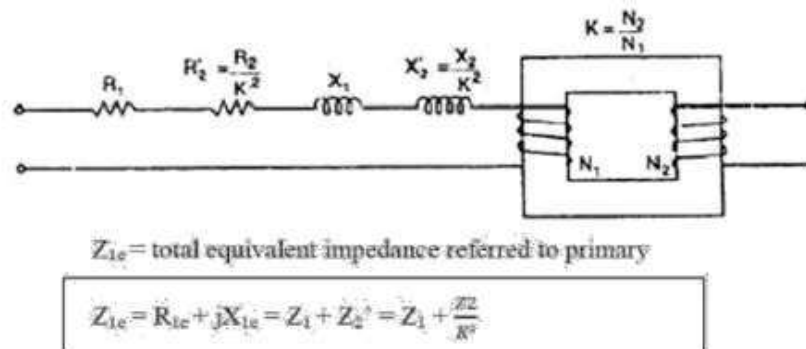 K = N₂/N₁
R₁ R'₂ = R₂/K² X₁ X'₂ = X₂/K²
N₁ N₂
Z₁ₑ = total equivalent impedance referred to primary
Z₁ₑ = R₁ₑ + jX₁ₑ = Z₁ + Z₂' = Z₁ + Z2/K²